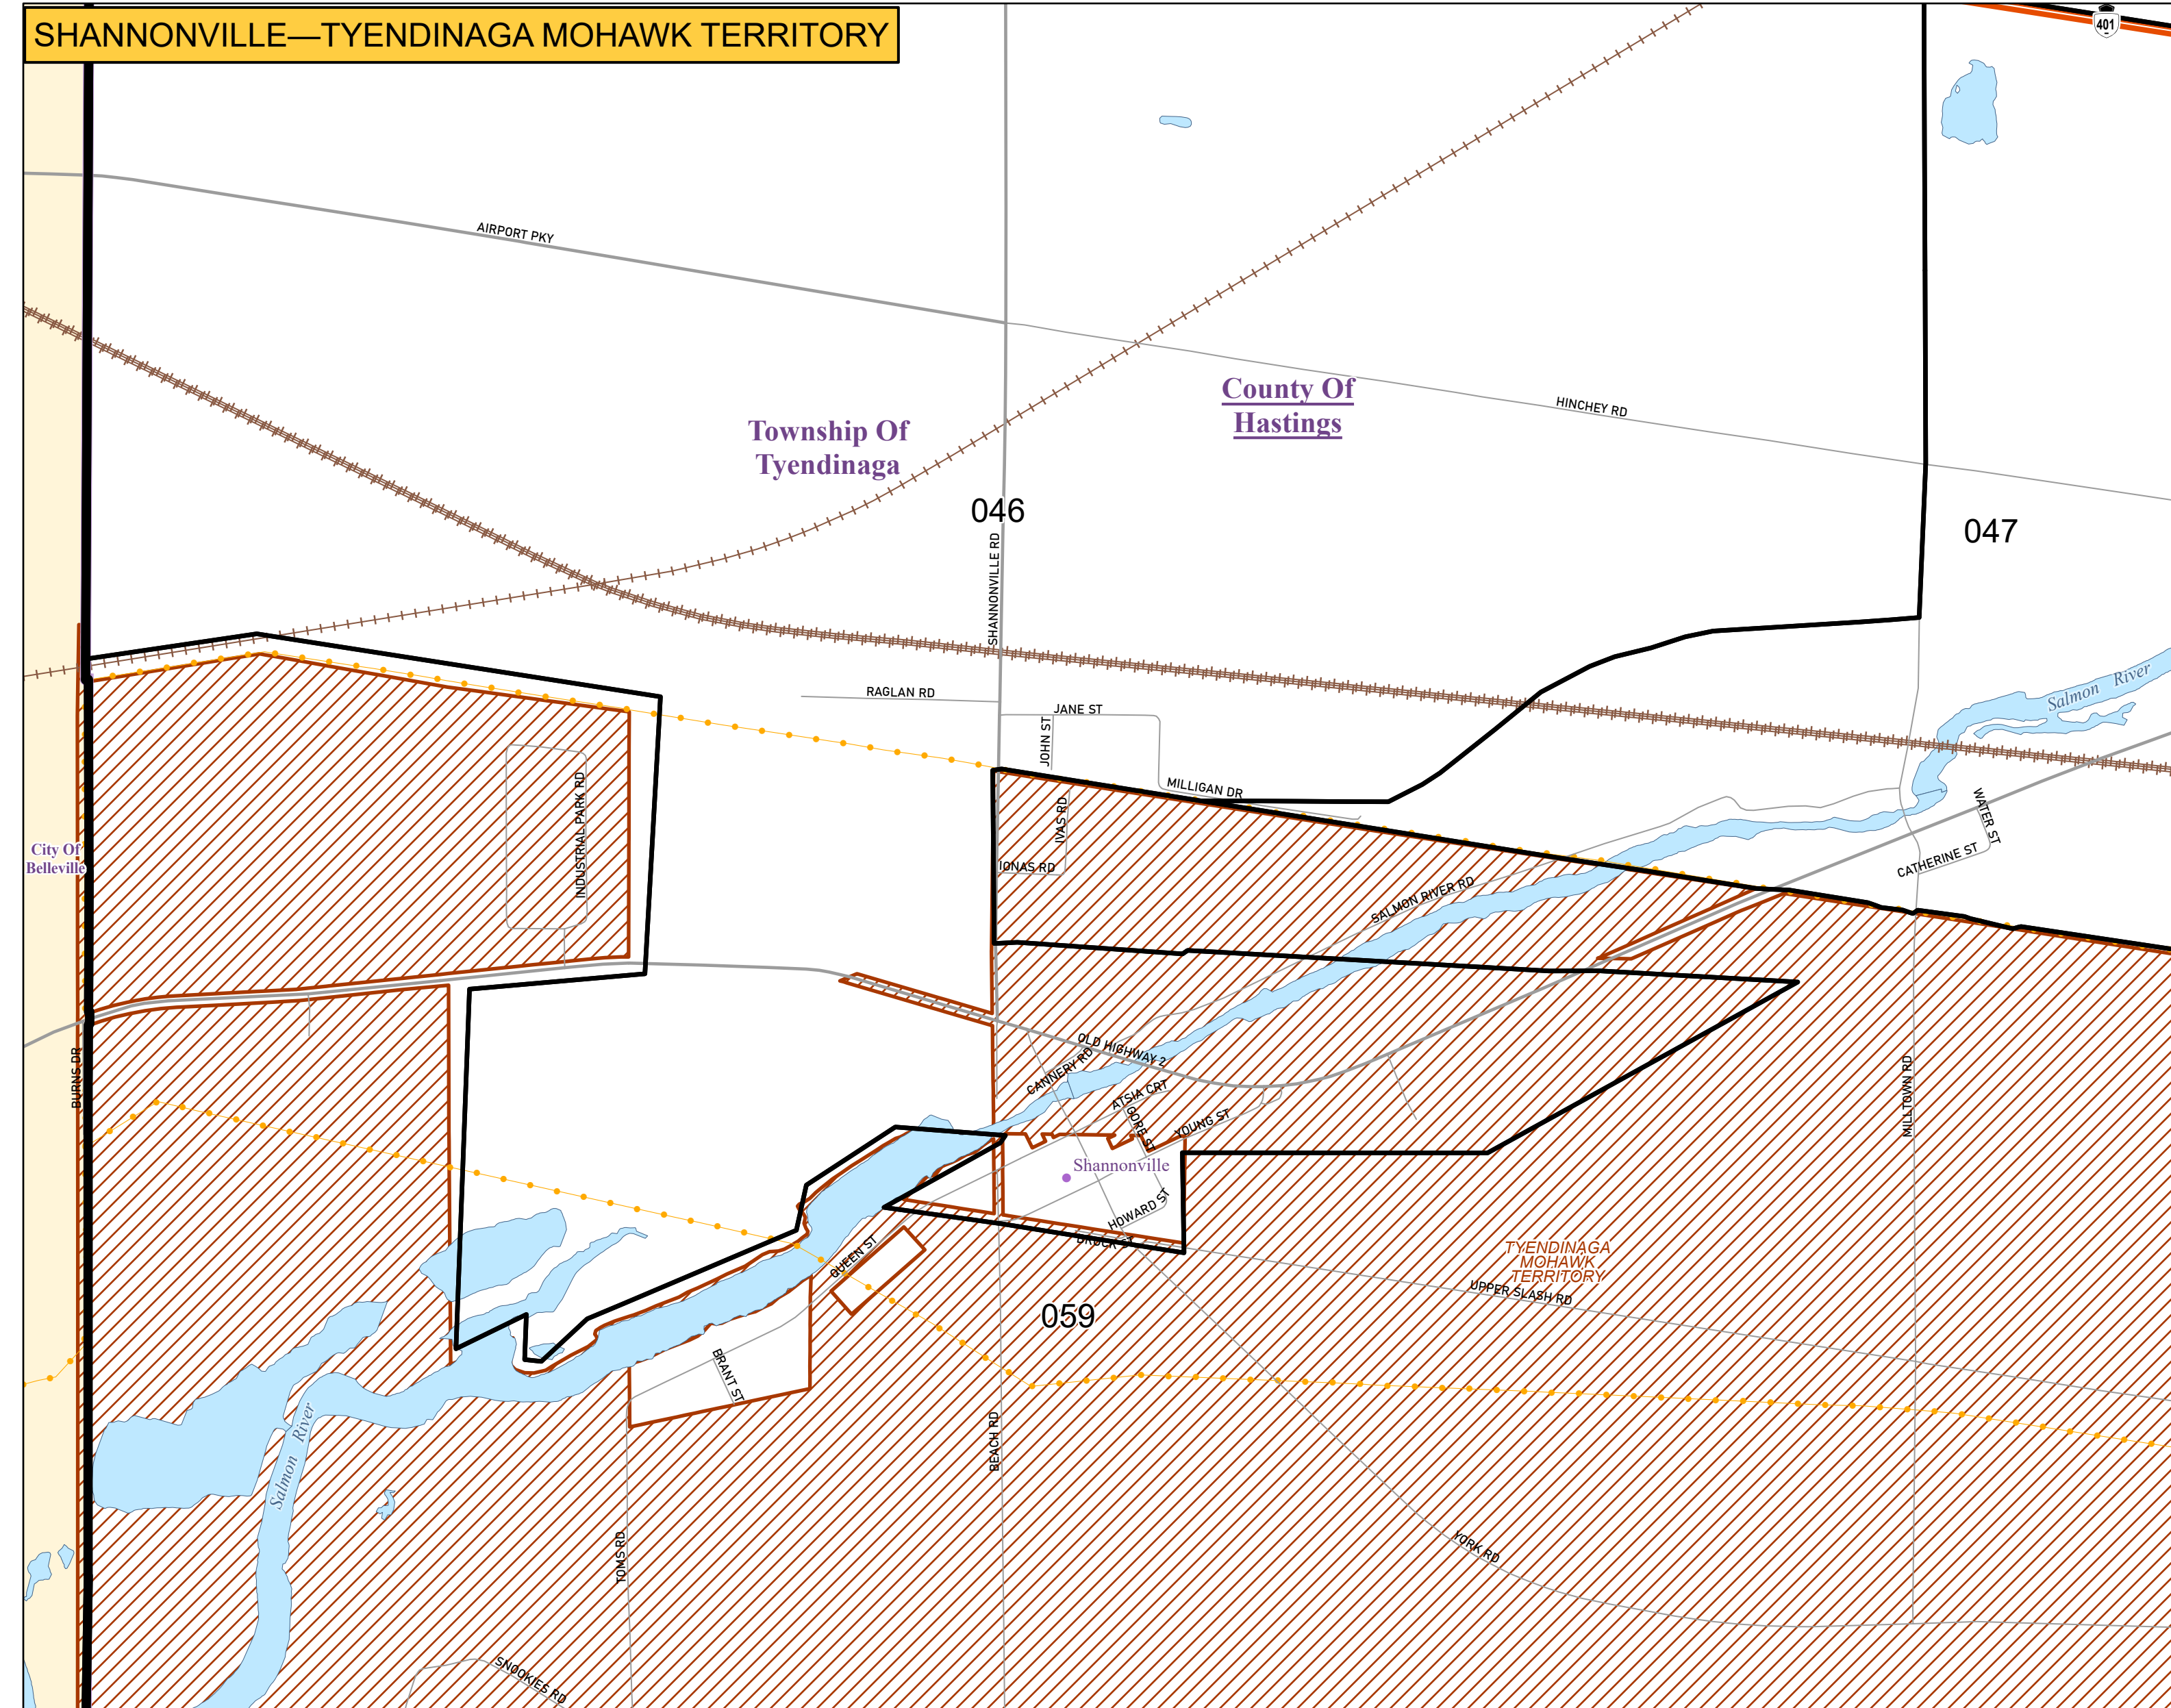 SHANNONVILLE—TYENDINAGA MOHAWK TERRITORY
401
AIRPORT PKY
County Of
Hastings
HINCHEY RD
Township Of
Tyendinaga
046
047
SHANNONVILLE RD
RAGLAN RD
JANE ST
JOHN ST
Salmon River
MILLIGAN DR
IVAS RD
INDUSTRIAL PARK RD
WATER ST
City Of
Belleville
IONAS RD
CATHERINE ST
SALMON RIVER RD
OLD HIGHWAY 2
CANNERY RD
BURNS DR
ATSIA CRT
GORE ST
YOUNG ST
MILLTOWN RD
Shannonville
HOWARD ST
BROCK ST
QUEEN ST
TYENDINAGA
MOHAWK
TERRITORY
UPPER SLASH RD
059
BRANT ST
Salmon River
BEACH RD
TOMS RD
YORK RD
SNOOKIES RD